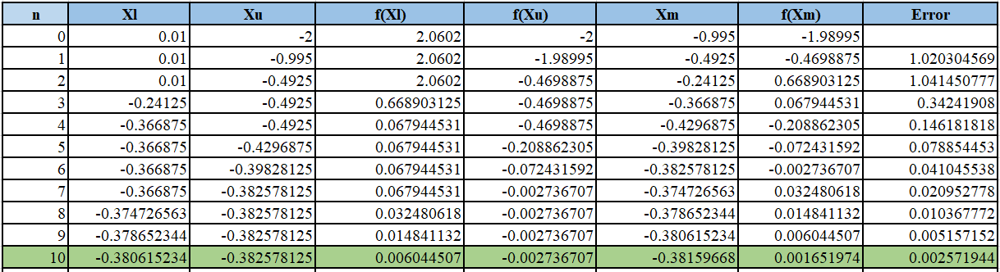 n Xl Xu f(Xl) f(Xu) Xm f(Xm) Error
0 0.01 -2 2.0602 -2 -0.995 -1.98995
1 0.01 -0.995 2.0602 -1.98995 -0.4925 -0.4698875 1.020304569
2 0.01 -0.4925 2.0602 -0.4698875 -0.24125 0.668903125 1.041450777
3 -0.24125 -0.4925 0.668903125 -0.4698875 -0.366875 0.067944531 0.34241908
4 -0.366875 -0.4925 0.067944531 -0.4698875 -0.4296875 -0.208862305 0.146181818
5 -0.366875 -0.4296875 0.067944531 -0.208862305 -0.39828125 -0.072431592 0.078854453
6 -0.366875 -0.39828125 0.067944531 -0.072431592 -0.382578125 -0.002736707 0.041045538
7 -0.366875 -0.382578125 0.067944531 -0.002736707 -0.374726563 0.032480618 0.020952778
8 -0.374726563 -0.382578125 0.032480618 -0.002736707 -0.378652344 0.014841132 0.010367772
9 -0.378652344 -0.382578125 0.014841132 -0.002736707 -0.380615234 0.006044507 0.005157152
10 -0.380615234 -0.382578125 0.006044507 -0.002736707 -0.38159668 0.001651974 0.002571944